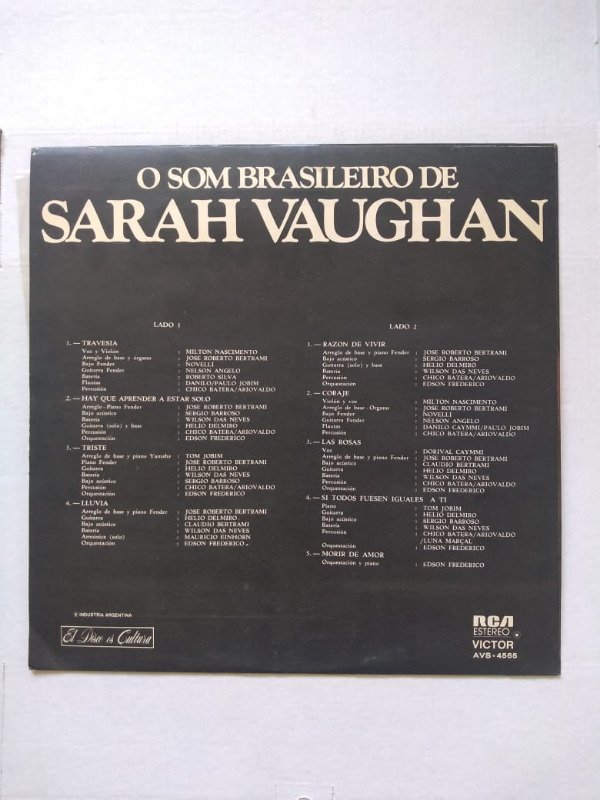 O SOM BRASILEIRO DE
SARAH VAUGHAN
LADO 1
1. — TRAVESIA
Voz y Violao : MILTON NASCIMENTO
Arreglo de base y órgano : JOSE ROBERTO BERTRAMI
Bajo Fender : NOVELLI
Guitarra Fender : NELSON ANGELO
Batería : ROBERTO SILVA
Flautas : DANILO/PAULO JOBIM
Percusión : CHICO BATERA/ARIOVALDO
2. — HAY QUE APRENDER A ESTAR SOLO
Arreglo - Piano Fender : JOSE ROBERTO BERTRAMI
Bajo acústico : SERGIO BARROSO
Batería : WILSON DAS NEVES
Guitarra (solo) y base : HELIO DELMIRO
Percusión : CHICO BATERA/ARIOVALDO
Orquestación : EDSON FREDERICO
3. — TRISTE
Arreglo de base y piano Yamaha : TOM JOBIM
Piano Fender : JOSE ROBERTO BERTRAMI
Guitarra : HELIO DELMIRO
Batería : WILSON DAS NEVES
Bajo acústico : SERGIO BARROSO
Percusión : CHICO BATERA/ARIOVALDO
Orquestación : EDSON FREDERICO
4. — LLUVIA
Arreglo de base y piano Fender : JOSE ROBERTO BERTRAMI
Guitarra : HELIO DELMIRO
Bajo acústico : CLAUDIO BERTRAMI
Batería : WILSON DAS NEVES
Armónica (solo) : MAURICIO EINHORN
Orquestación : EDSON FREDERICO
LADO 2
1. — RAZON DE VIVIR
Arreglo de base y piano Fender : JOSE ROBERTO BERTRAMI
Bajo acústico : SERGIO BARROSO
Guitarra (solo) y base : HELIO DELMIRO
Batería : WILSON DAS NEVES
Percusión : CHICO BATERA/ARIOVALDO
Orquestación : EDSON FREDERICO
2. — CORAJE
Violao y voz : MILTON NASCIMENTO
Arreglo de base - Organo : JOSE ROBERTO BERTRAMI
Bajo Fender : NOVELLI
Guitarra : NELSON ANGELO
Flautas : DANILO CAYMMI/PAULO JOBIM
Percusión : CHICO BATERA/ARIOVALDO
3. — LAS ROSAS
Voz : DORIVAL CAYMMI
Arreglo de base y piano Fender : JOSE ROBERTO BERTRAMI
Bajo acústico : CLAUDIO BERTRAMI
Guitarra : HELIO DELMIRO
Batería : WILSON DAS NEVES
Percusión : CHICO BATERA/ARIOVALDO
Orquestación : EDSON FREDERICO
4. — SI TODOS FUESEN IGUALES A TI
Piano : TOM JOBIM
Guitarra : HELIO DELMIRO
Bajo acústico : SERGIO BARROSO
Batería : WILSON DAS NEVES
Percusión : CHICO BATERA/ARIOVALDO
/LUNA MARÇAL
Orquestación : EDSON FREDERICO
5. — MORIR DE AMOR
Orquestación y piano : EDSON FREDERICO
INDUSTRIA ARGENTINA
El Disco es Cultura
RCA
ESTEREO
VICTOR
AVS - 4565